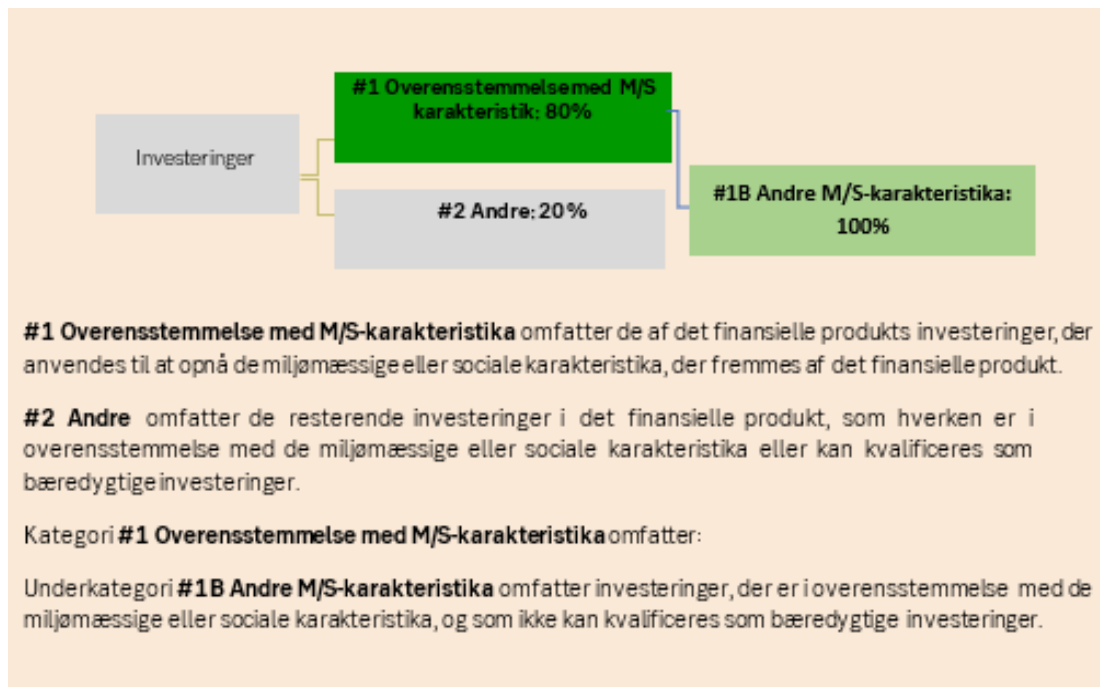 #1 Overensstemmelse med M/S
karakteristik: 80%
Investeringer
#2 Andre: 20%
#1B Andre M/S-karakteristika:
100%
#1 Overensstemmelse med M/S-karakteristika omfatter de af det finansielle produkts investeringer, der
anvendes til at opnå de miljømæssige eller sociale karakteristika, der fremmes af det finansielle produkt.
#2 Andre omfatter de resterende investeringer i det finansielle produkt, som hverken er i
overensstemmelse med de miljømæssige eller sociale karakteristika eller kan kvalificeres som
bæredygtige investeringer.
Kategori #1 Overensstemmelse med M/S-karakteristika omfatter:
Underkategori #1B Andre M/S-karakteristika omfatter investeringer, der er i overensstemmelse med de
miljømæssige eller sociale karakteristika, og som ikke kan kvalificeres som bæredygtige investeringer.